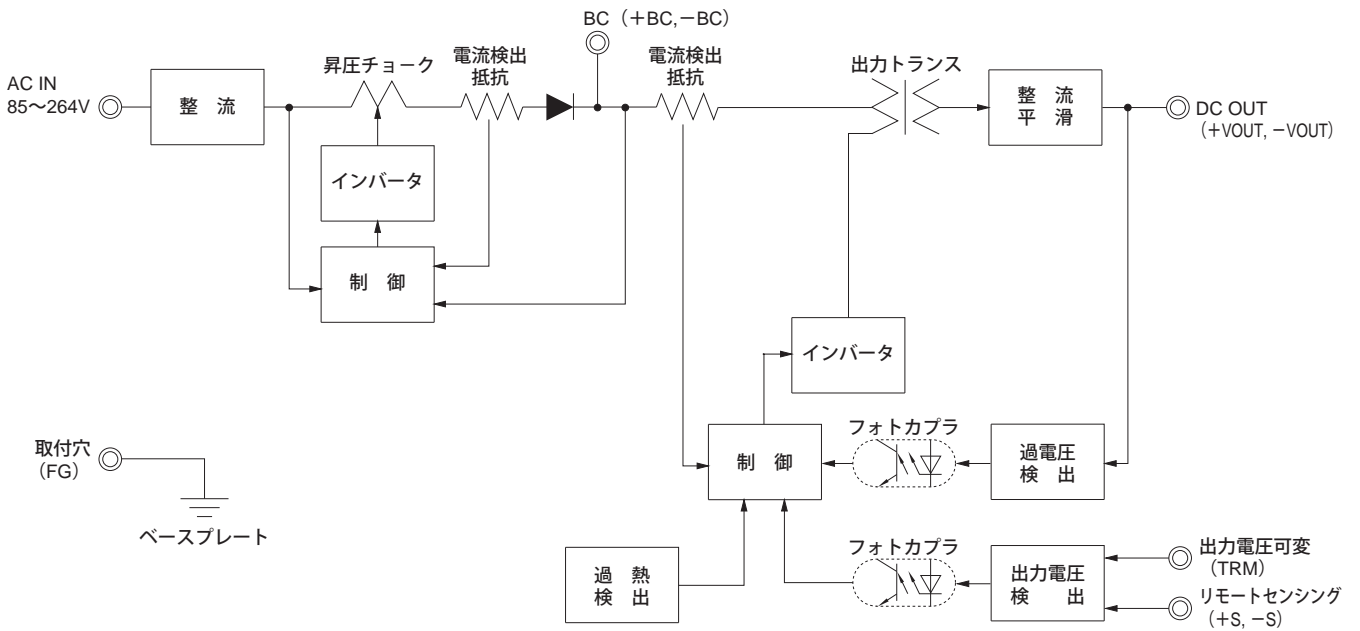 BC（+BC,−BC）
AC IN
85〜264V
整　流
昇圧チョーク
電流検出
抵抗
電流検出
抵抗
出力トランス
整　流
平　滑
DC OUT
（+VOUT, −VOUT）
インバータ
制　御
インバータ
取付穴
（FG）
ベースプレート
制　御
フォトカプラ
過電圧
検　出
過　熱
検　出
フォトカプラ
出力電圧
検　出
出力電圧可変
（TRM）
リモートセンシング
（+S, −S）